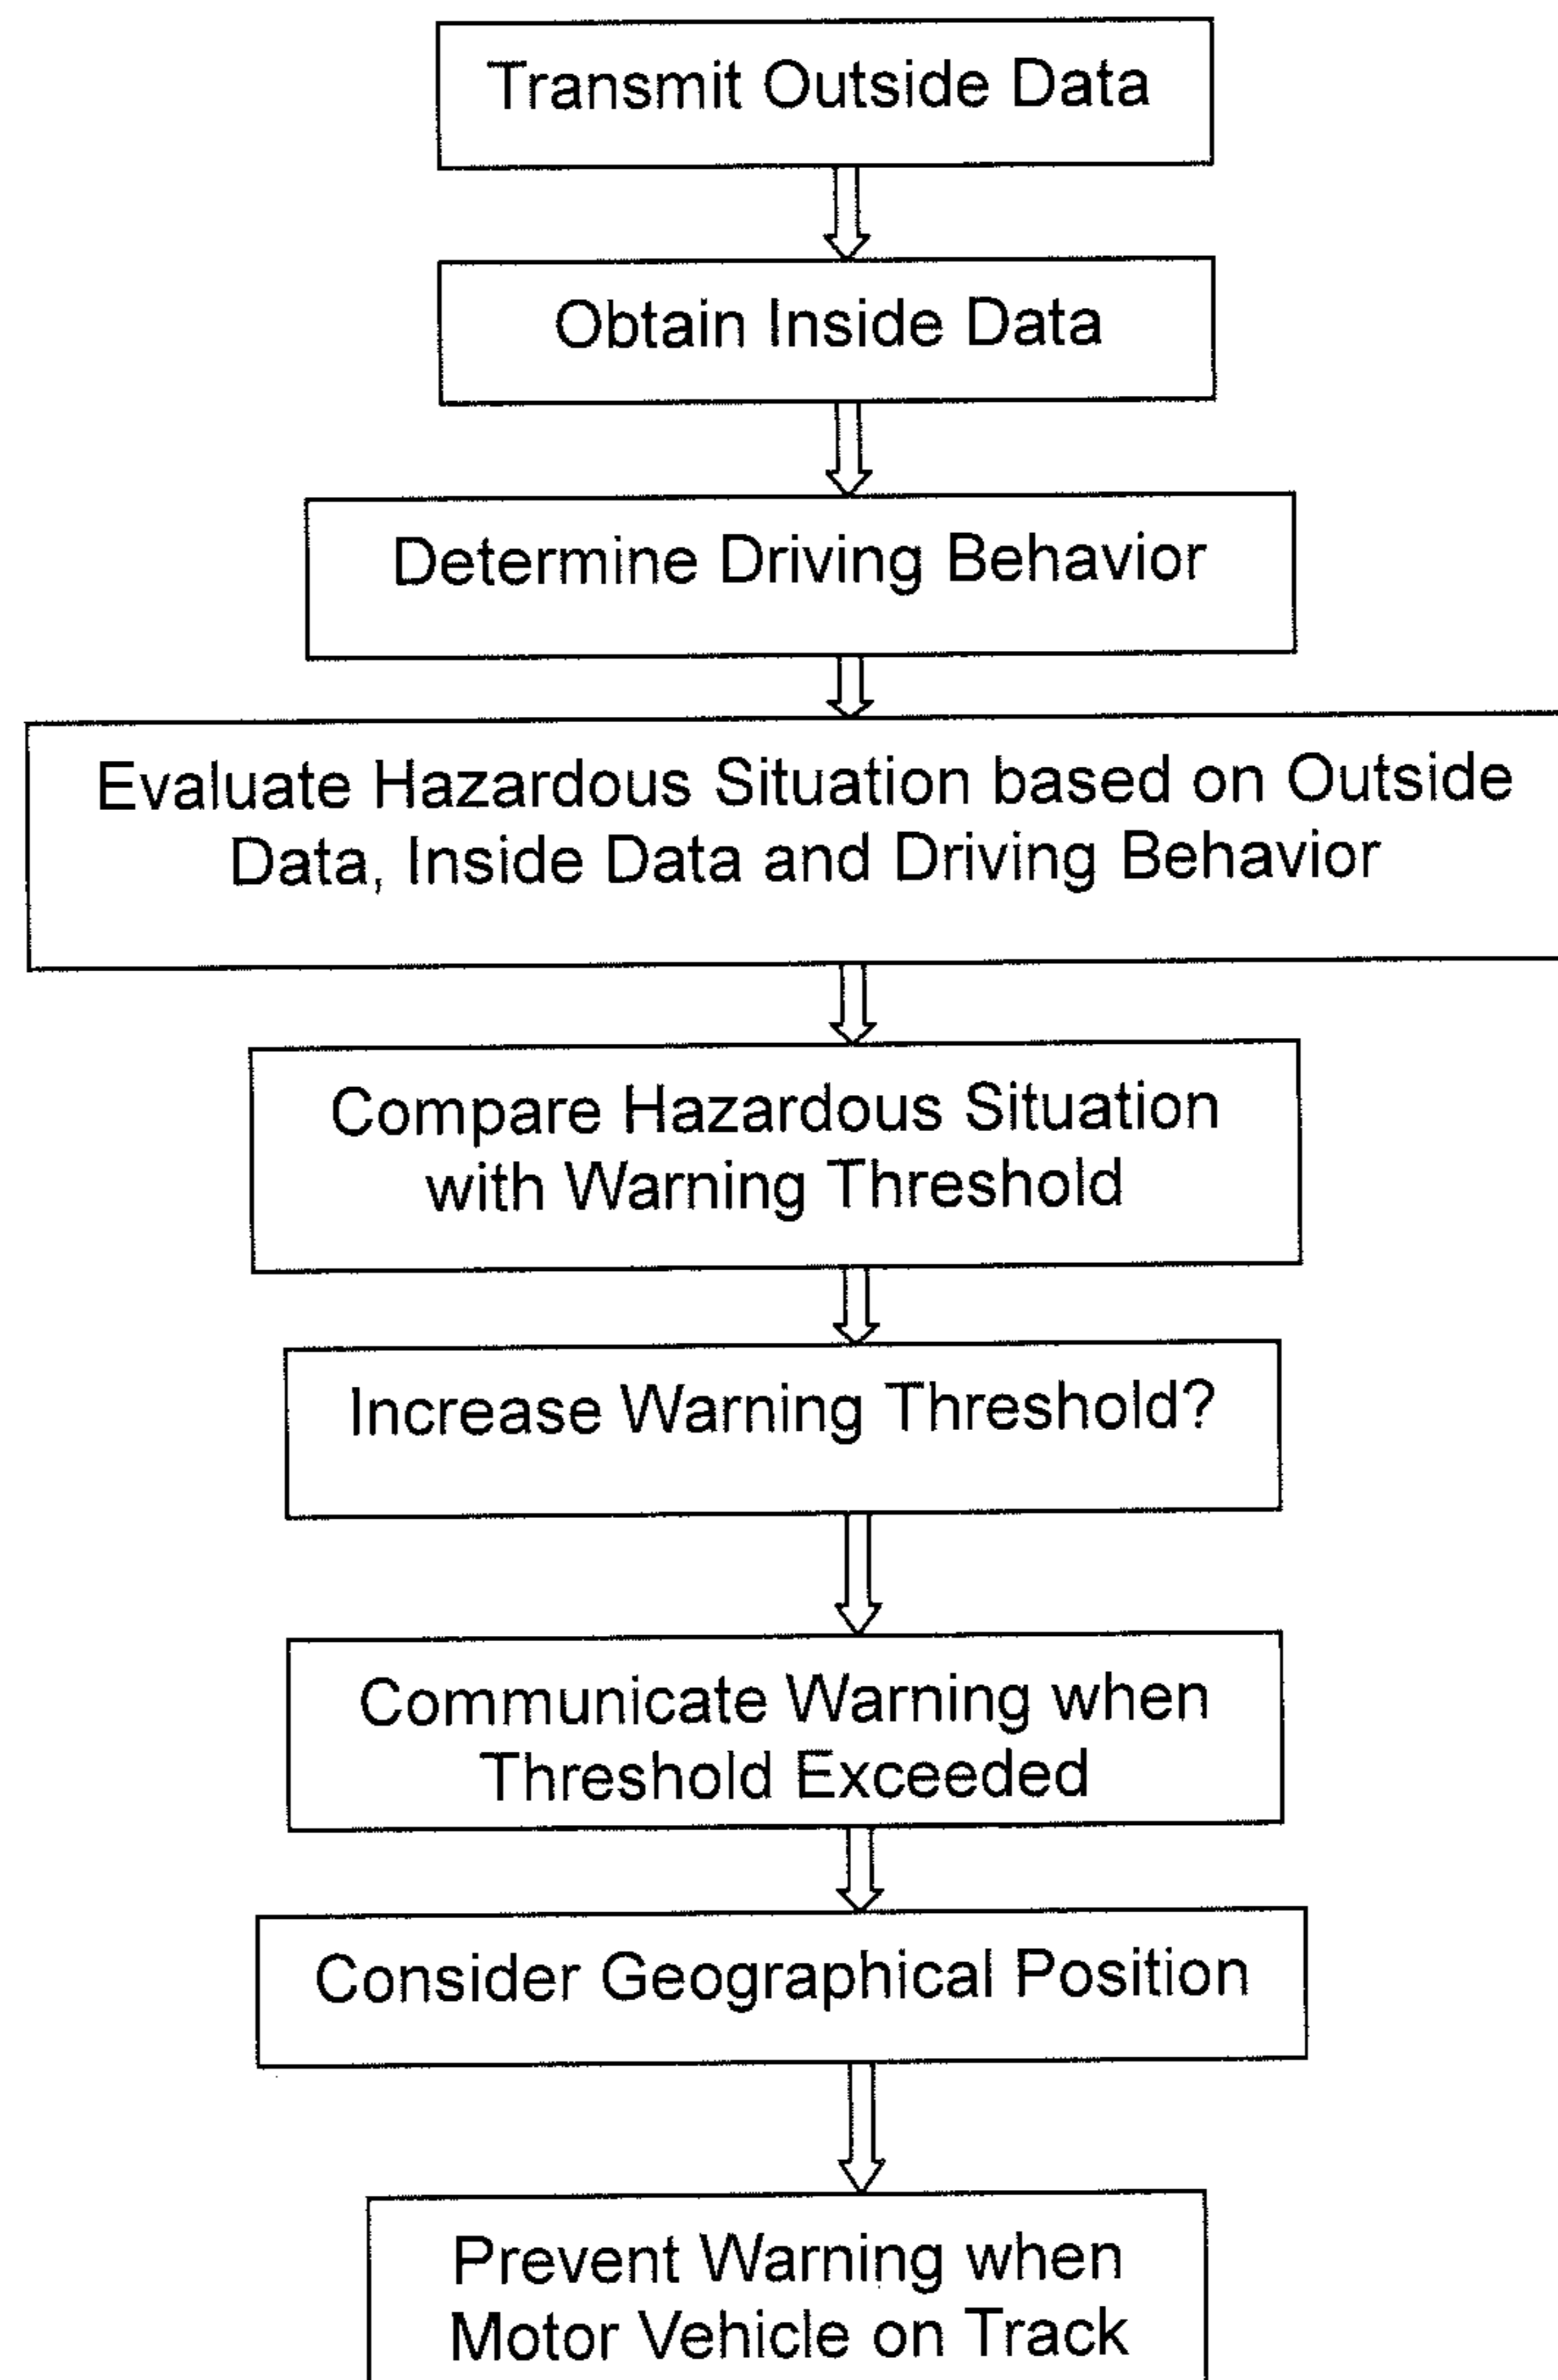 Transmit Outside Data
Obtain Inside Data
Determine Driving Behavior
Evaluate Hazardous Situation based on Outside
Data, Inside Data and Driving Behavior
Compare Hazardous Situation
with Warning Threshold
Increase Warning Threshold?
Communicate Warning when
Threshold Exceeded
Consider Geographical Position
Prevent Warning when
Motor Vehicle on Track